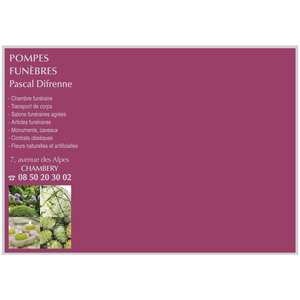 POMPES
FUNÈBRES
Pascal Difrenne
- Chambre funéraire
- Transport de corps
- Salons funéraires agréés
- Articles funéraires
- Monuments, caveaux
- Contrats obsèques
- Fleurs naturelles et artificielles
7, avenue des Alpes
CHAMBERY
☎ 08 50 20 30 02